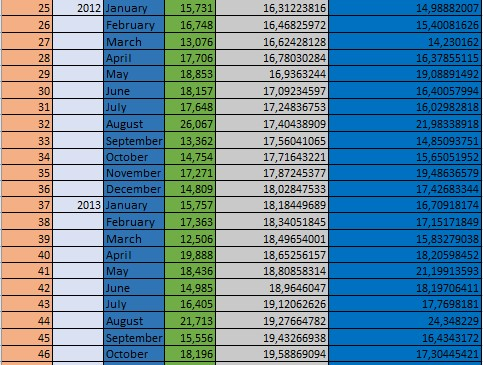 25 2012 January 15,731 16,31223816 14,98882007
26 February 16,748 16,46825972 15,40081626
27 March 13,076 16,62428128 14,230162
28 April 17,706 16,78030284 16,37855115
29 May 18,853 16,9363244 19,08891492
30 June 18,157 17,09234597 16,40057994
31 July 17,648 17,24836753 16,02982818
32 August 26,067 17,40438909 21,98338918
33 September 13,362 17,56041065 14,85093751
34 October 14,754 17,71643221 15,65051952
35 November 17,271 17,87245377 19,48636579
36 December 14,809 18,02847533 17,42683344
37 2013 January 15,757 18,18449689 16,70918174
38 February 17,363 18,34051845 17,15171849
39 March 12,506 18,49654001 15,83279038
40 April 19,888 18,65256157 18,20598452
41 May 18,436 18,80858314 21,19913593
42 June 14,985 18,9646047 18,19706411
43 July 16,405 19,12062626 17,7698181
44 August 21,713 19,27664782 24,348229
45 September 15,556 19,43266938 16,4343172
46 October 18,196 19,58869094 17,30445421